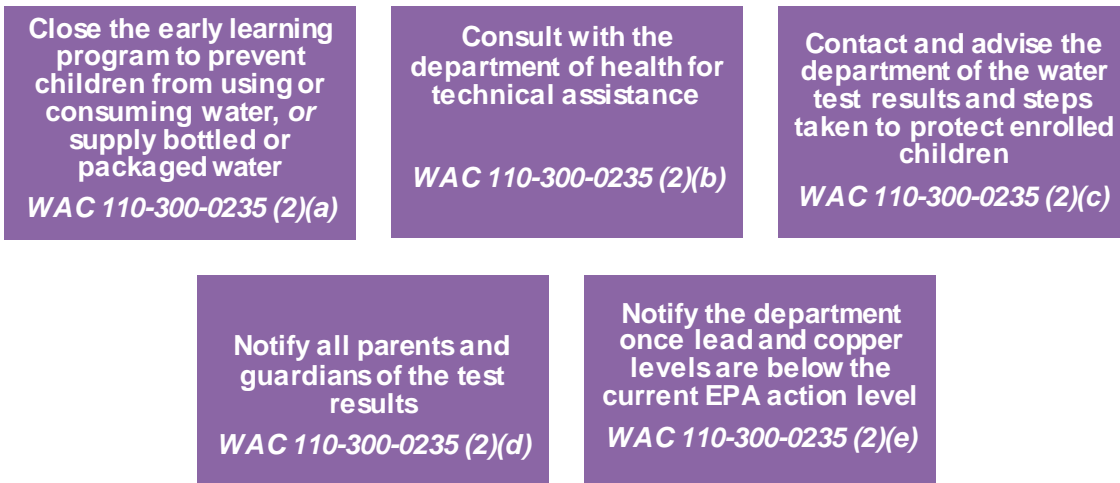 Close the early learning
program to prevent
children from using or
consuming water, or
supply bottled or
packaged water
WAC 110-300-0235 (2)(a)
Consult with the
department of health for
technical assistance
WAC 110-300-0235 (2)(b)
Contact and advise the
department of the water
test results and steps
taken to protect enrolled
children
WAC 110-300-0235 (2)(c)
Notify all parents and
guardians of the test
results
WAC 110-300-0235 (2)(d)
Notify the department
once lead and copper
levels are below the
current EPA action level
WAC 110-300-0235 (2)(e)